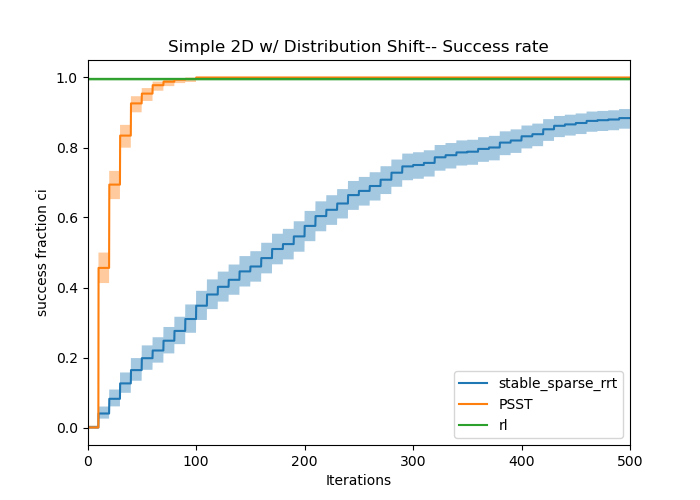 Simple 2D w/ Distribution Shift-- Success rate
success fraction ci
1.0
0.8
0.6
0.4
0.2
0.0
stable_sparse_rrt
PSST
rl
0 100 200 300 400 500
Iterations